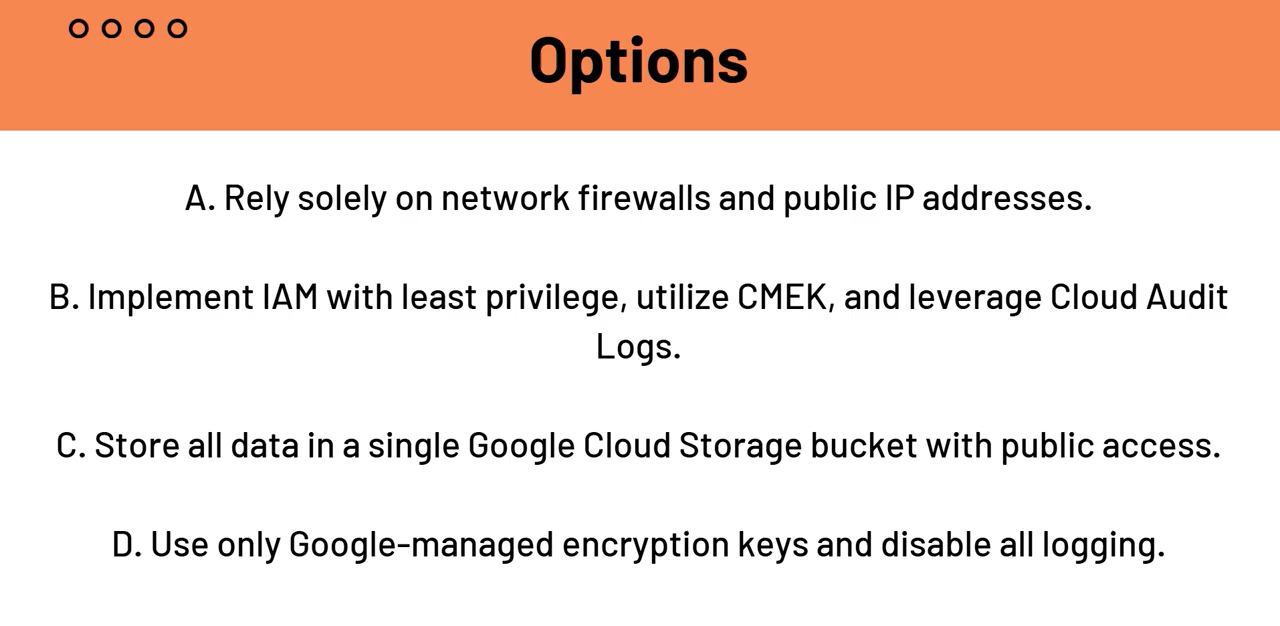 Options
A. Rely solely on network firewalls and public IP addresses.
B. Implement IAM with least privilege, utilize CMEK, and leverage Cloud Audit
Logs.
C. Store all data in a single Google Cloud Storage bucket with public access.
D. Use only Google-managed encryption keys and disable all logging.